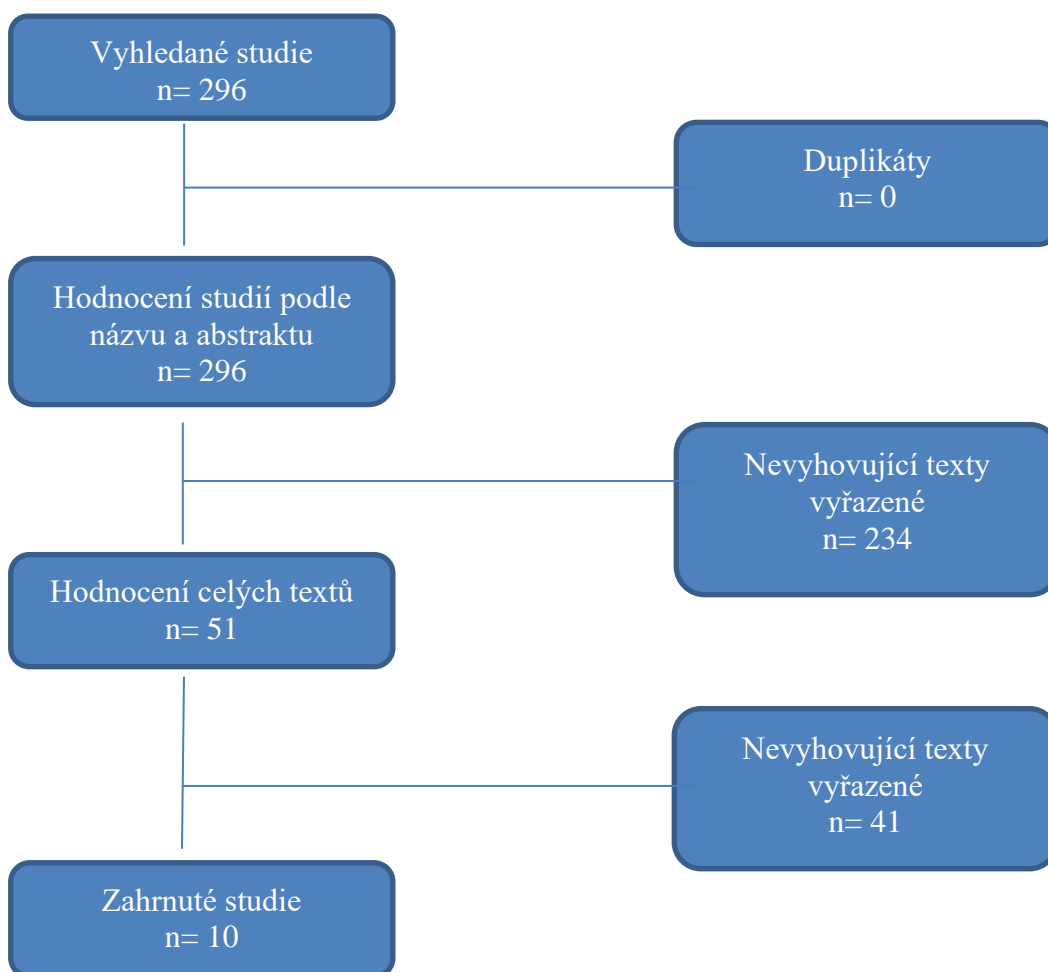 Vyhledané studie
n= 296
Duplikáty
n= 0
Hodnocení studií podle
názvu a abstraktu
n= 296
Nevyhovující texty
vyřazené
n= 234
Hodnocení celých textů
n= 51
Nevyhovující texty
vyřazené
n= 41
Zahrnuté studie
n= 10